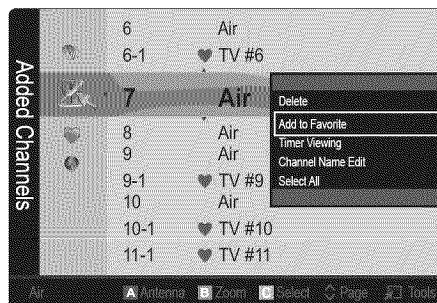 Added Channels
6 Air
6-1 ♥ TV #6
7 Air
8 Air
9 Air
9-1 ♥ TV #9
10 Air
10-1 ♥ TV #10
11-1 ♥ TV #11
Delete
Add to Favorite
Timer Viewing
Channel Name Edit
Select All
Air A Antenna B Zoom C Select Page Tools